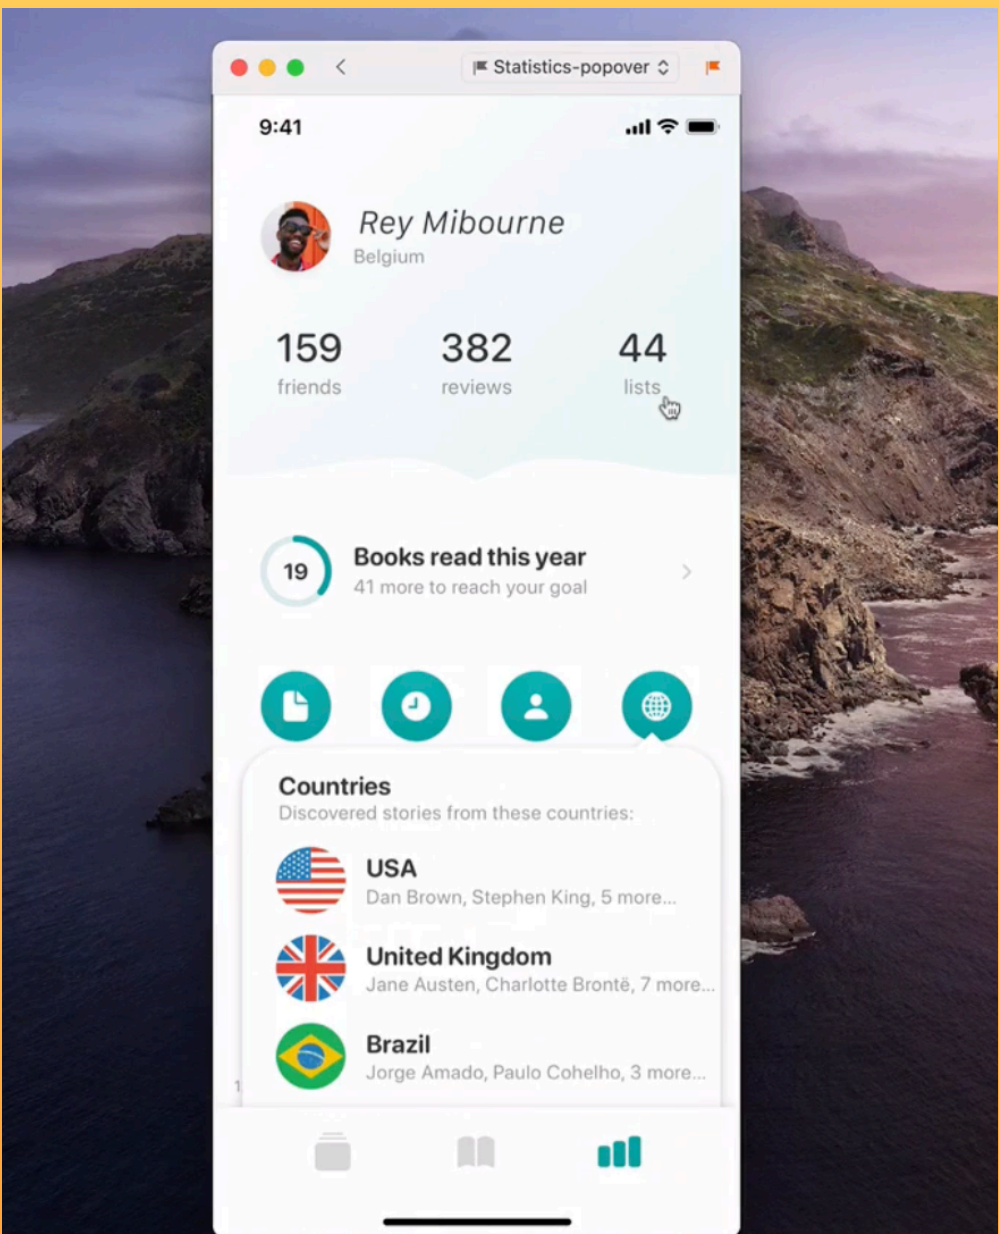 Statistics-popover
9:41
Rey Mibourne
Belgium
159 382 44
friends reviews lists
19
Books read this year
41 more to reach your goal
Countries
Discovered stories from these countries:
USA
Dan Brown, Stephen King, 5 more...
United Kingdom
Jane Austen, Charlotte Brontë, 7 more...
Brazil
Jorge Amado, Paulo Cohelho, 3 more...
1